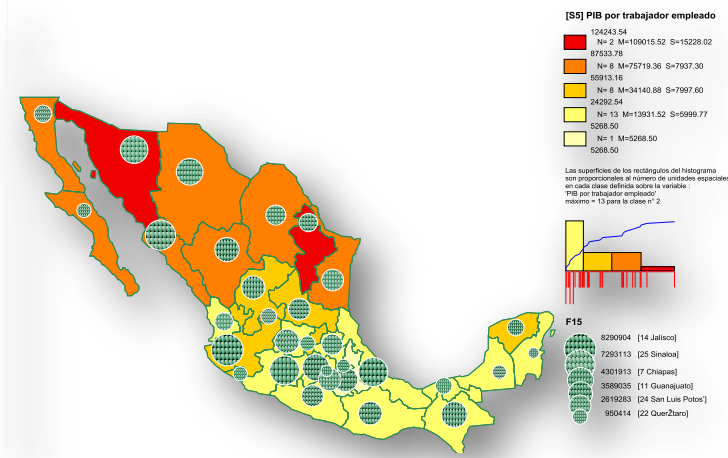 [S5] PIB por trabajador empleado
124243.54
N= 2 M=109015.52 S=15228.02
87533.78
N= 8 M=75719.36 S=7937.30
55913.16
N= 8 M=34140.88 S=7997.60
24292.54
N= 13 M=13931.52 S=5999.77
5268.50
N= 1 M=5268.50
5268.50
Las superficies de los rectángulos del histograma
son proporcionales al número de unidades espaciales
en cada clase definida sobre la variable :
'PIB por trabajador empleado'
máximo = 13 para la clase n° 2
F15
8290904 [14 Jalisco]
7293113 [25 Sinaloa]
4301913 [7 Chiapas]
3589035 [11 Guanajuato]
2619283 [24 San Luis Potos']
950414 [22 QuerŽtaro]